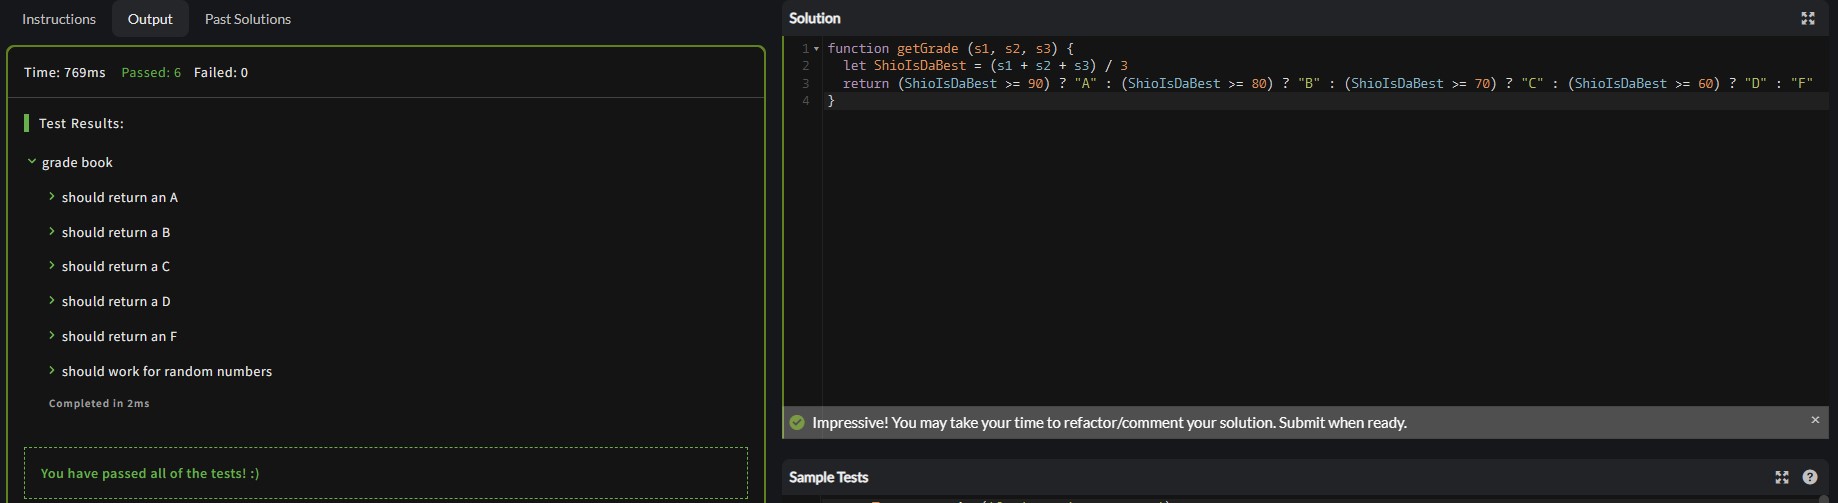 Instructions Output Past Solutions
Time: 769ms Passed: 6 Failed: 0
Test Results:
grade book
should return an A
should return a B
should return a C
should return a D
should return an F
should work for random numbers
Completed in 2ms
You have passed all of the tests! :)
Solution
1 function getGrade (s1, s2, s3) {
2 let ShioIsDaBest = (s1 + s2 + s3) / 3
3 return (ShioIsDaBest >= 90) ? "A" : (ShioIsDaBest >= 80) ? "B" : (ShioIsDaBest >= 70) ? "C" : (ShioIsDaBest >= 60) ? "D" : "F"
4 }
Impressive! You may take your time to refactor/comment your solution. Submit when ready.
Sample Tests